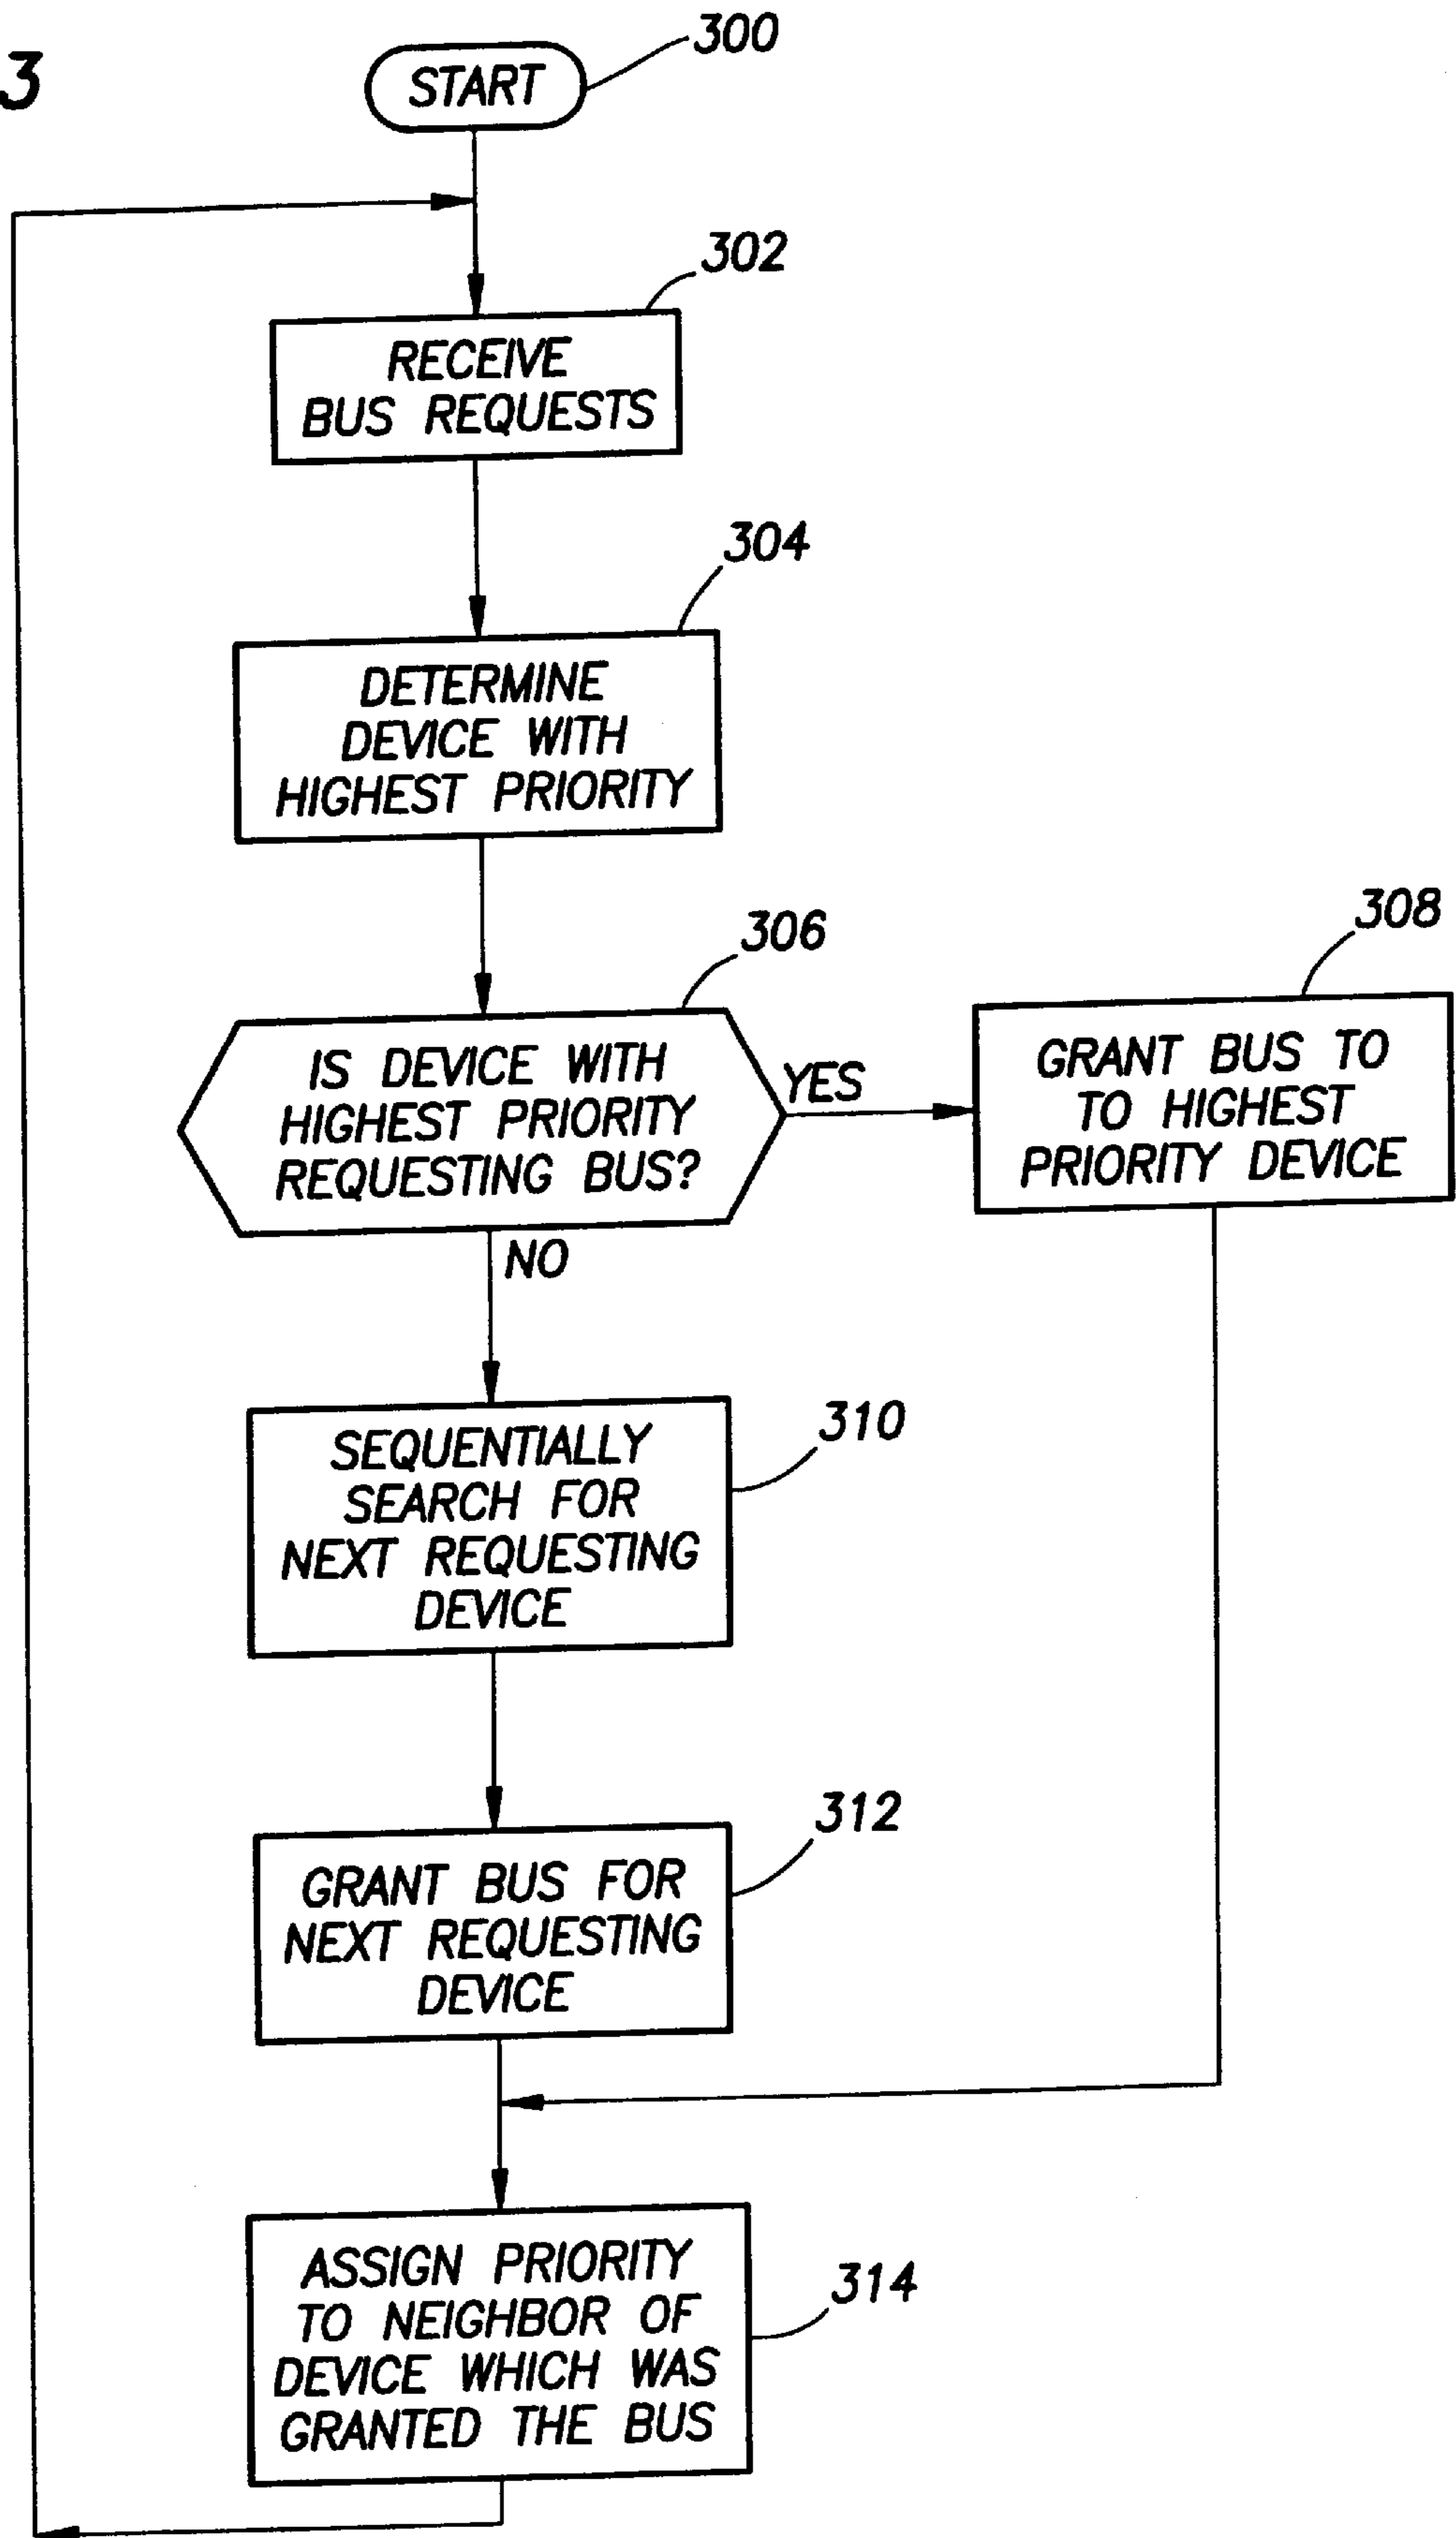 3
START
300
302
RECEIVE
BUS REQUESTS
304
DETERMINE
DEVICE WITH
HIGHEST PRIORITY
306
IS DEVICE WITH
HIGHEST PRIORITY
REQUESTING BUS?
YES
308
GRANT BUS TO
TO HIGHEST
PRIORITY DEVICE
NO
310
SEQUENTIALLY
SEARCH FOR
NEXT REQUESTING
DEVICE
312
GRANT BUS FOR
NEXT REQUESTING
DEVICE
314
ASSIGN PRIORITY
TO NEIGHBOR OF
DEVICE WHICH WAS
GRANTED THE BUS